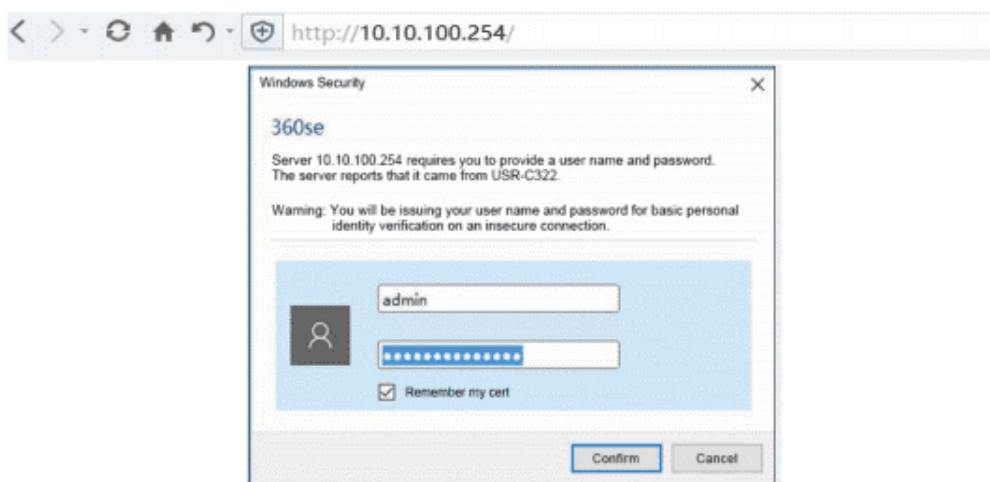 http://10.10.100.254/
Windows Security
360se
Server 10.10.100.254 requires you to provide a user name and password.
The server reports that it came from USR-C322.
Warning: You will be issuing your user name and password for basic personal
identity verification on an insecure connection.
admin
Remember my cert
Confirm
Cancel